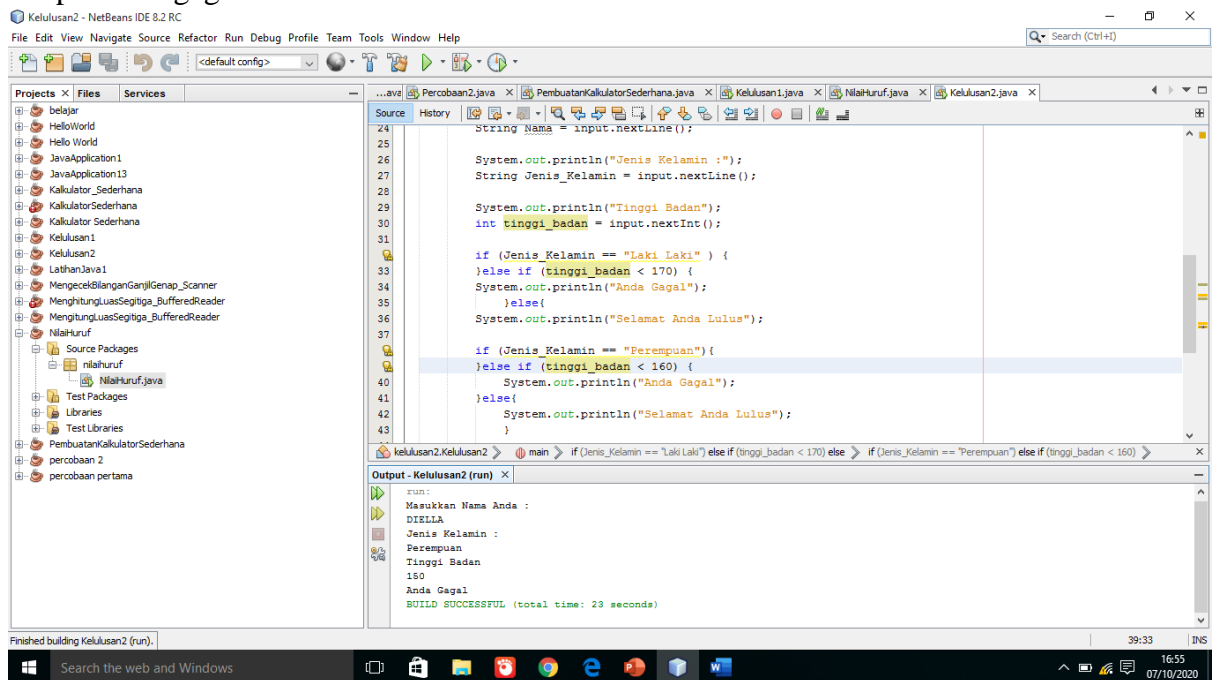 Kelulusan2 - NetBeans IDE 8.2 RC
File Edit View Navigate Source Refactor Run Debug Profile Team Tools Window Help
Search (Ctrl+I)
<default config>
Projects Files Services
belajar
HelloWorld
Hello World
JavaApplication1
JavaApplication13
Kalkulator_Sederhana
KalkulatorSederhana
Kalkulator Sederhana
Kelulusan1
Kelulusan2
LatihanJava1
MengecekBilanganGanjilGenap_Scanner
MenghitungLuasSegitiga_BufferedReader
MengitungLuasSegitiga_BufferedReader
NilaiHuruf
Source Packages
nilaihuruf
NilaiHuruf.java
Test Packages
Libraries
Test Libraries
PembuatanKalkulatorSederhana
percobaan 2
percobaan pertama
...ava Percobaan2.java PembuatanKalkulatorSederhana.java Kelulusan1.java NilaiHuruf.java Kelulusan2.java
Source History
24 String Nama = input.nextLine();
25
26 System.out.println("Jenis Kelamin :");
27 String Jenis_Kelamin = input.nextLine();
28
29 System.out.println("Tinggi Badan");
30 int tinggi_badan = input.nextInt();
31
if (Jenis_Kelamin == "Laki Laki" ) {
33 }else if (tinggi_badan < 170) {
34 System.out.println("Anda Gagal");
35 }else{
36 System.out.println("Selamat Anda Lulus");
37
if (Jenis_Kelamin == "Perempuan"){
}else if (tinggi_badan < 160) {
40 System.out.println("Anda Gagal");
41 }else{
42 System.out.println("Selamat Anda Lulus");
43 }
kelulusan2.Kelulusan2 main if (Jenis_Kelamin == "Laki Laki") else if (tinggi_badan < 170) else if (Jenis_Kelamin == "Perempuan") else if (tinggi_badan < 160)
Output - Kelulusan2 (run)
run:
Masukkan Nama Anda :
DIELLA
Jenis Kelamin :
Perempuan
Tinggi Badan
150
Anda Gagal
BUILD SUCCESSFUL (total time: 23 seconds)
Finished building Kelulusan2 (run).
39:33 INS
Search the web and Windows
16:55
07/10/2020